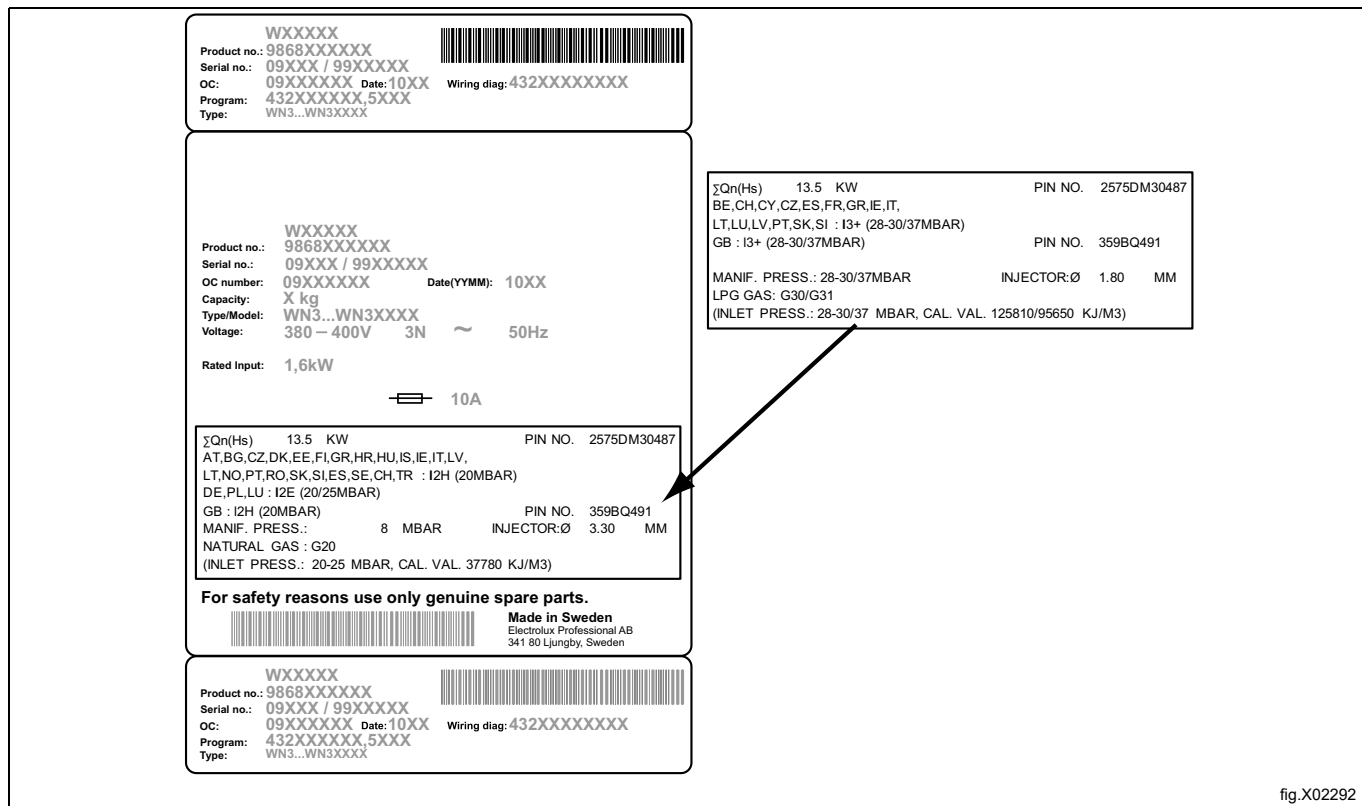 WXXXXX
Product no.: 9868XXXXXX
Serial no.: 09XXX / 99XXXXX
OC: 09XXXXXX Date: 10XX Wiring diag: 432XXXXXXXX
Program: 432XXXXXX,5XXX
Type: WN3...WN3XXXX
WXXXXX
Product no.: 9868XXXXXX
Serial no.: 09XXX / 99XXXXX
OC number: 09XXXXXX Date(YYMM): 10XX
Capacity: X kg
Type/Model: WN3...WN3XXXX
Voltage: 380 – 400V 3N ~ 50Hz
Rated Input: 1,6kW
10A
∑Qn(Hs) 13.5 KW PIN NO. 2575DM30487
AT,BG,CZ,DK,EE,FI,GR,HR,HU,IS,IE,IT,LV,
LT,NO,PT,RO,SK,SI,ES,SE,CH,TR : I2H (20MBAR)
DE,PL,LU : I2E (20/25MBAR)
GB : I2H (20MBAR) PIN NO. 359BQ491
MANIF. PRESS.: 8 MBAR INJECTOR:Ø 3.30 MM
NATURAL GAS : G20
(INLET PRESS.: 20-25 MBAR, CAL. VAL. 37780 KJ/M3)
For safety reasons use only genuine spare parts.
Made in Sweden
Electrolux Professional AB
341 80 Ljungby, Sweden
WXXXXX
Product no.: 9868XXXXXX
Serial no.: 09XXX / 99XXXXX
OC: 09XXXXXX Date: 10XX Wiring diag: 432XXXXXXXX
Program: 432XXXXXX,5XXX
Type: WN3...WN3XXXX
∑Qn(Hs) 13.5 KW PIN NO. 2575DM30487
BE,CH,CY,CZ,ES,FR,GR,IE,IT,
LT,LU,LV,PT,SK,SI : I3+ (28-30/37MBAR)
GB : I3+ (28-30/37MBAR) PIN NO. 359BQ491
MANIF. PRESS.: 28-30/37MBAR INJECTOR:Ø 1.80 MM
LPG GAS: G30/G31
(INLET PRESS.: 28-30/37 MBAR, CAL. VAL. 125810/95650 KJ/M3)
fig.X02292